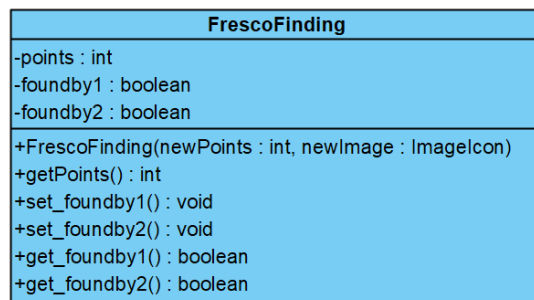 FrescoFinding
-points : int
-foundby1 : boolean
-foundby2 : boolean
+FrescoFinding(newPoints : int, newImage : ImageIcon)
+getPoints() : int
+set_foundby1() : void
+set_foundby2() : void
+get_foundby1() : boolean
+get_foundby2() : boolean